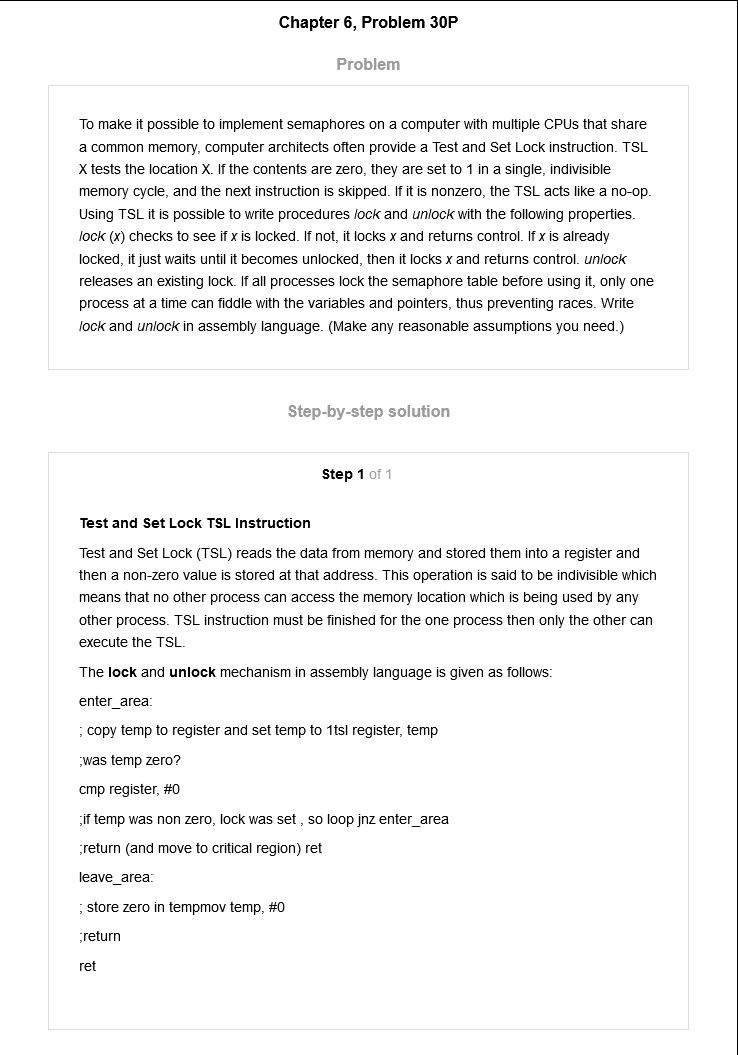 Chapter 6, Problem 30P
Problem
To make it possible to implement semaphores on a computer with multiple CPUs that share
a common memory, computer architects often provide a Test and Set Lock instruction. TSL
X tests the location X. If the contents are zero, they are set to 1 in a single, indivisible
memory cycle, and the next instruction is skipped. If it is nonzero, the TSL acts like a no-op.
Using TSL it is possible to write procedures lock and unlock with the following properties.
lock (x) checks to see if x is locked. If not, it locks x and returns control. If x is already
locked, it just waits until it becomes unlocked, then it locks x and returns control. unlock
releases an existing lock. If all processes lock the semaphore table before using it, only one
process at a time can fiddle with the variables and pointers, thus preventing races. Write
lock and unlock in assembly language. (Make any reasonable assumptions you need.)
Step-by-step solution
Step 1 of 1
Test and Set Lock TSL Instruction
Test and Set Lock (TSL) reads the data from memory and stored them into a register and
then a non-zero value is stored at that address. This operation is said to be indivisible which
means that no other process can access the memory location which is being used by any
other process. TSL instruction must be finished for the one process then only the other can
execute the TSL.
The lock and unlock mechanism in assembly language is given as follows:
enter_area:
; copy temp to register and set temp to 1tsl register, temp
;was temp zero?
cmp register, #0
;if temp was non zero, lock was set , so loop jnz enter_area
;return (and move to critical region) ret
leave_area:
; store zero in tempmov temp, #0
;return
ret